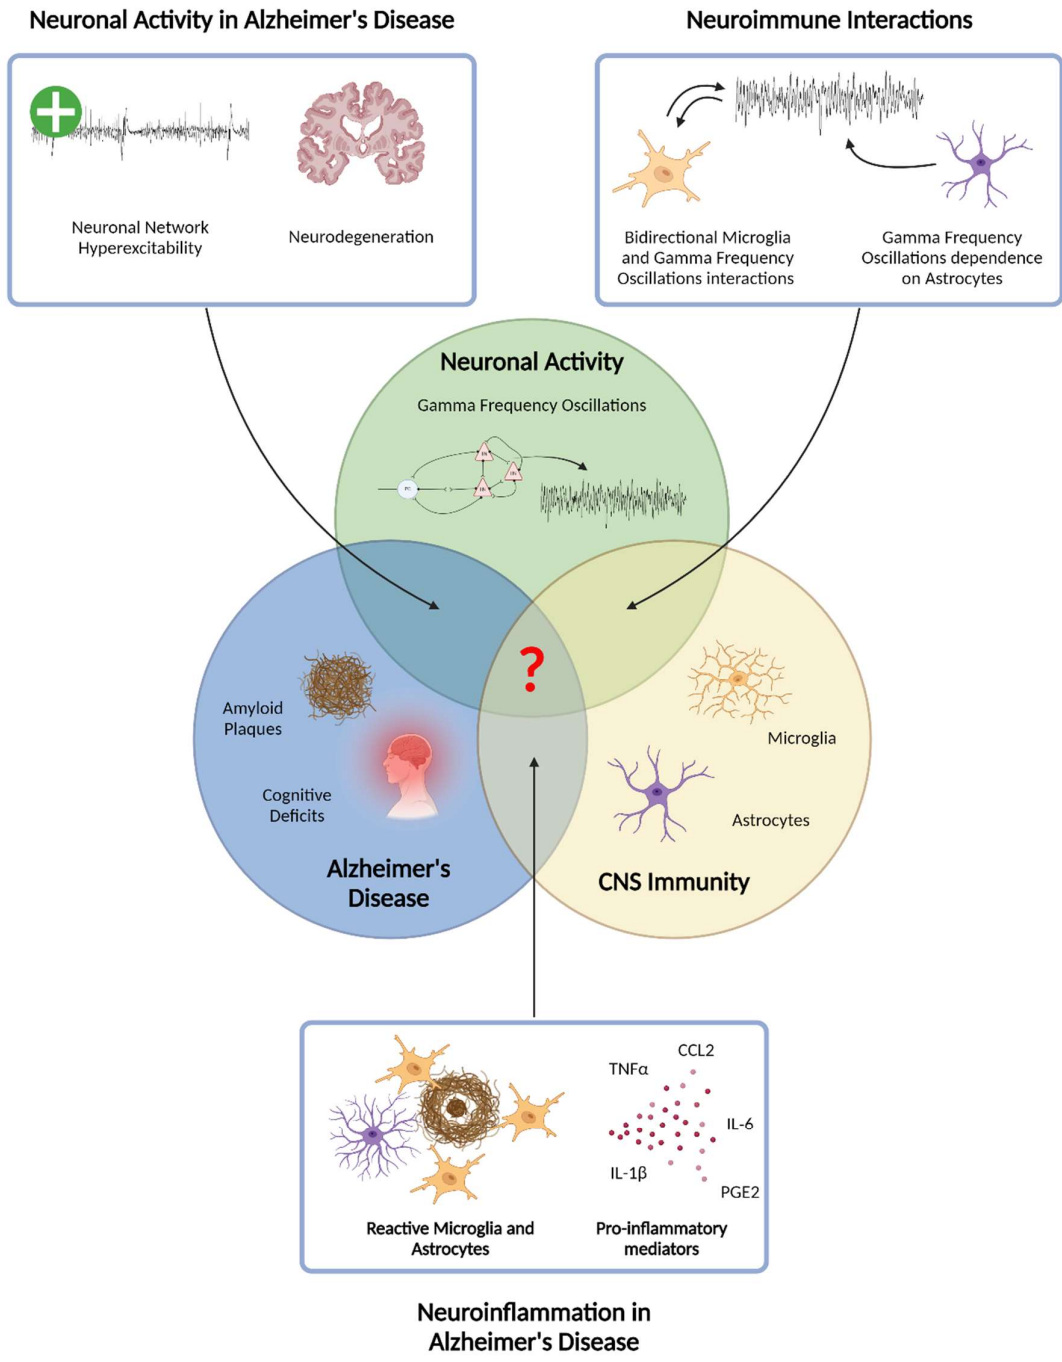 Neuronal Activity in Alzheimer's Disease
Neuroimmune Interactions
Neuronal Network
Hyperexcitability
Neurodegeneration
Bidirectional Microglia
and Gamma Frequency
Oscillations interactions
Gamma Frequency
Oscillations dependence
on Astrocytes
Neuronal Activity
Gamma Frequency Oscillations
?
Amyloid
Plaques
Cognitive
Deficits
Alzheimer's
Disease
Microglia
Astrocytes
CNS Immunity
CCL2
TNFα
IL-6
IL-1β
PGE2
Reactive Microglia and
Astrocytes
Pro-inflammatory
mediators
Neuroinflammation in
Alzheimer's Disease